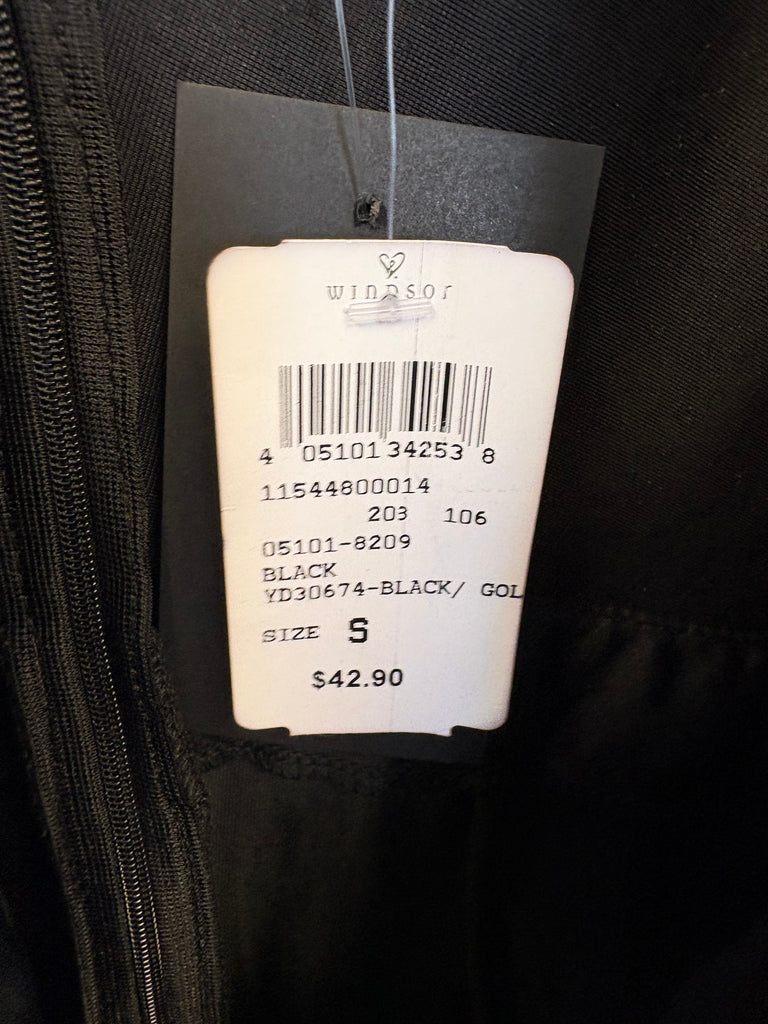 WINDSOR
4 05101 34253 8
11544800014
203 106
05101-8209
BLACK
YD30674-BLACK/ GOL
SIZE S
$42.90